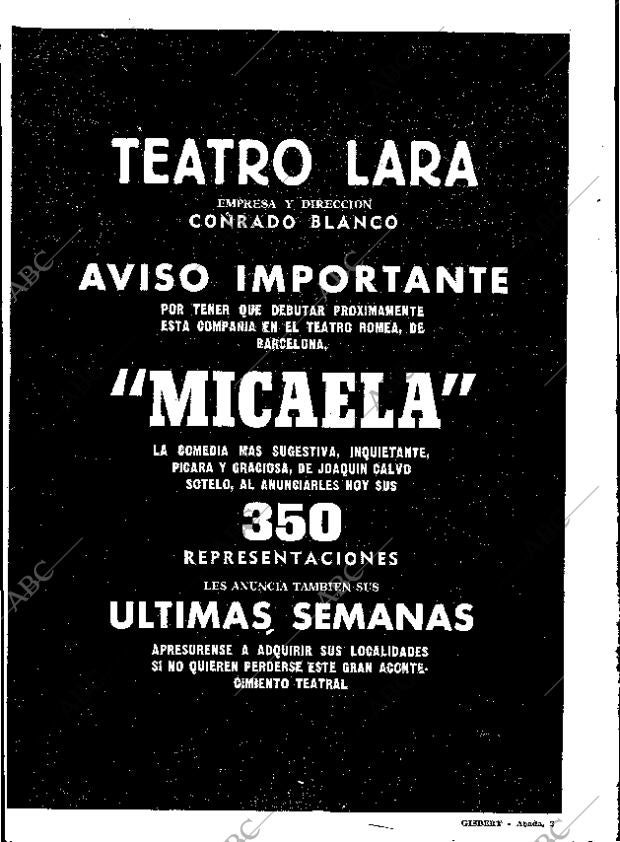 TEATRO LARA
EMPRESA Y DIRECCION
CONRADO BLANCO
AVISO IMPORTANTE
POR TENER QUE DEBUTAR PROXIMAMENTE
ESTA COMPAÑIA EN EL TEATRO ROMEA, DE
BARCELONA,
"MICAELA"
LA COMEDIA MAS SUGESTIVA, INQUIETANTE,
PICARA Y GRACIOSA, DE JOAQUIN CALVO
SOTELO, AL ANUNCIARLES HOY SUS
350
REPRESENTACIONES
LES ANUNCIA TAMBIEN SUS
ULTIMAS SEMANAS
APRESURENSE A ADQUIRIR SUS LOCALIDADES
SI NO QUIEREN PERDERSE ESTE GRAN ACONTE-
CIMIENTO TEATRAL
GISBERT - Abada, 2
ABC